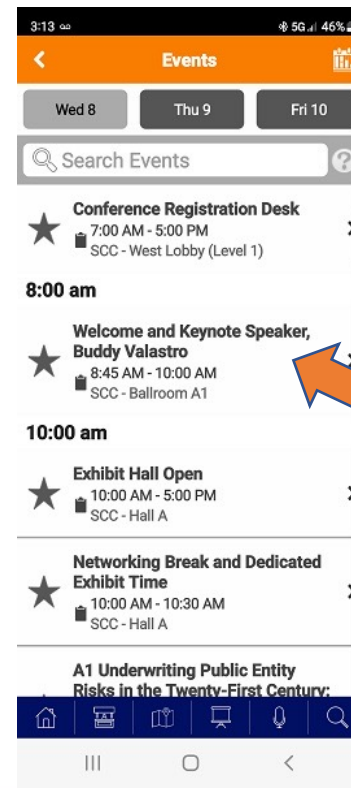 3:13
5G 46%
Events
Wed 8
Thu 9
Fri 10
Search Events
?
Conference Registration Desk
7:00 AM - 5:00 PM
SCC - West Lobby (Level 1)
8:00 am
Welcome and Keynote Speaker,
Buddy Valastro
8:45 AM - 10:00 AM
SCC - Ballroom A1
10:00 am
Exhibit Hall Open
10:00 AM - 5:00 PM
SCC - Hall A
Networking Break and Dedicated
Exhibit Time
10:00 AM - 10:30 AM
SCC - Hall A
A1 Underwriting Public Entity
Risks in the Twenty-First Century: